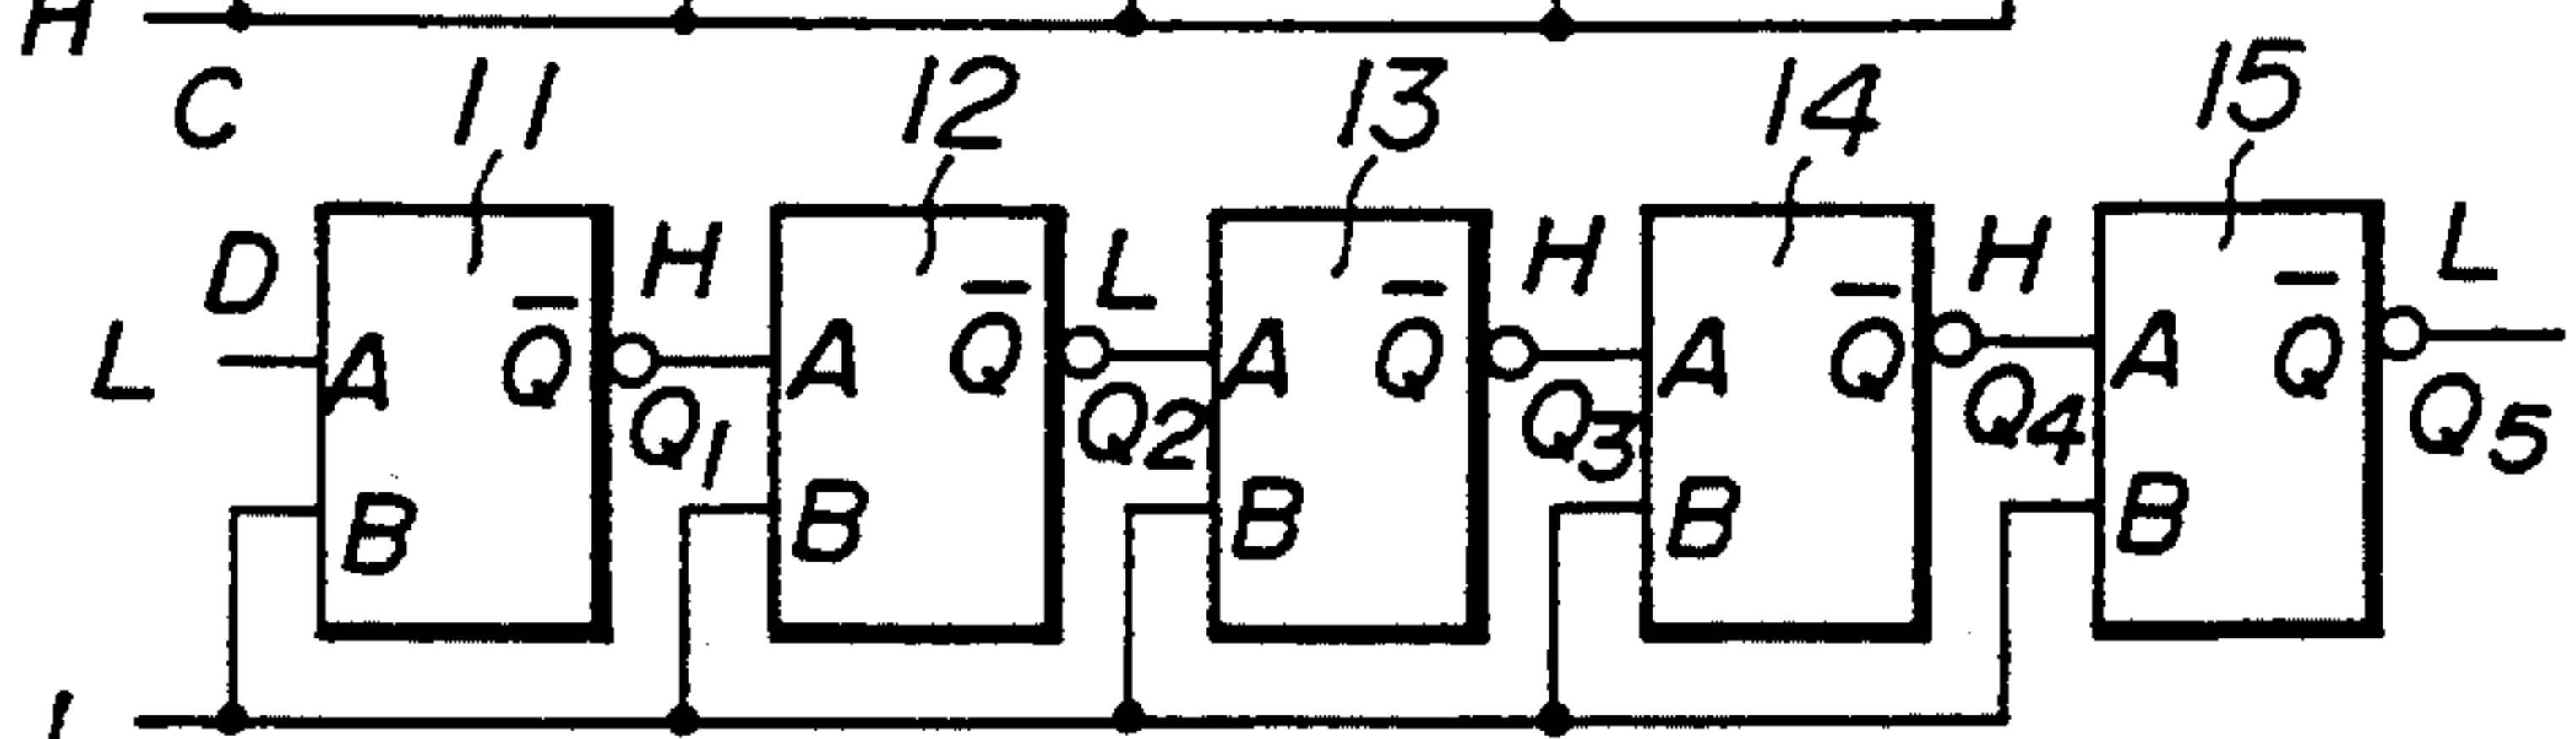 H
C 11 12 13 14 15
D H L H H L
L A Q̅ A Q̅ A Q̅ A Q̅ A Q̅
Q1 Q2 Q3 Q4 Q5
B B B B B